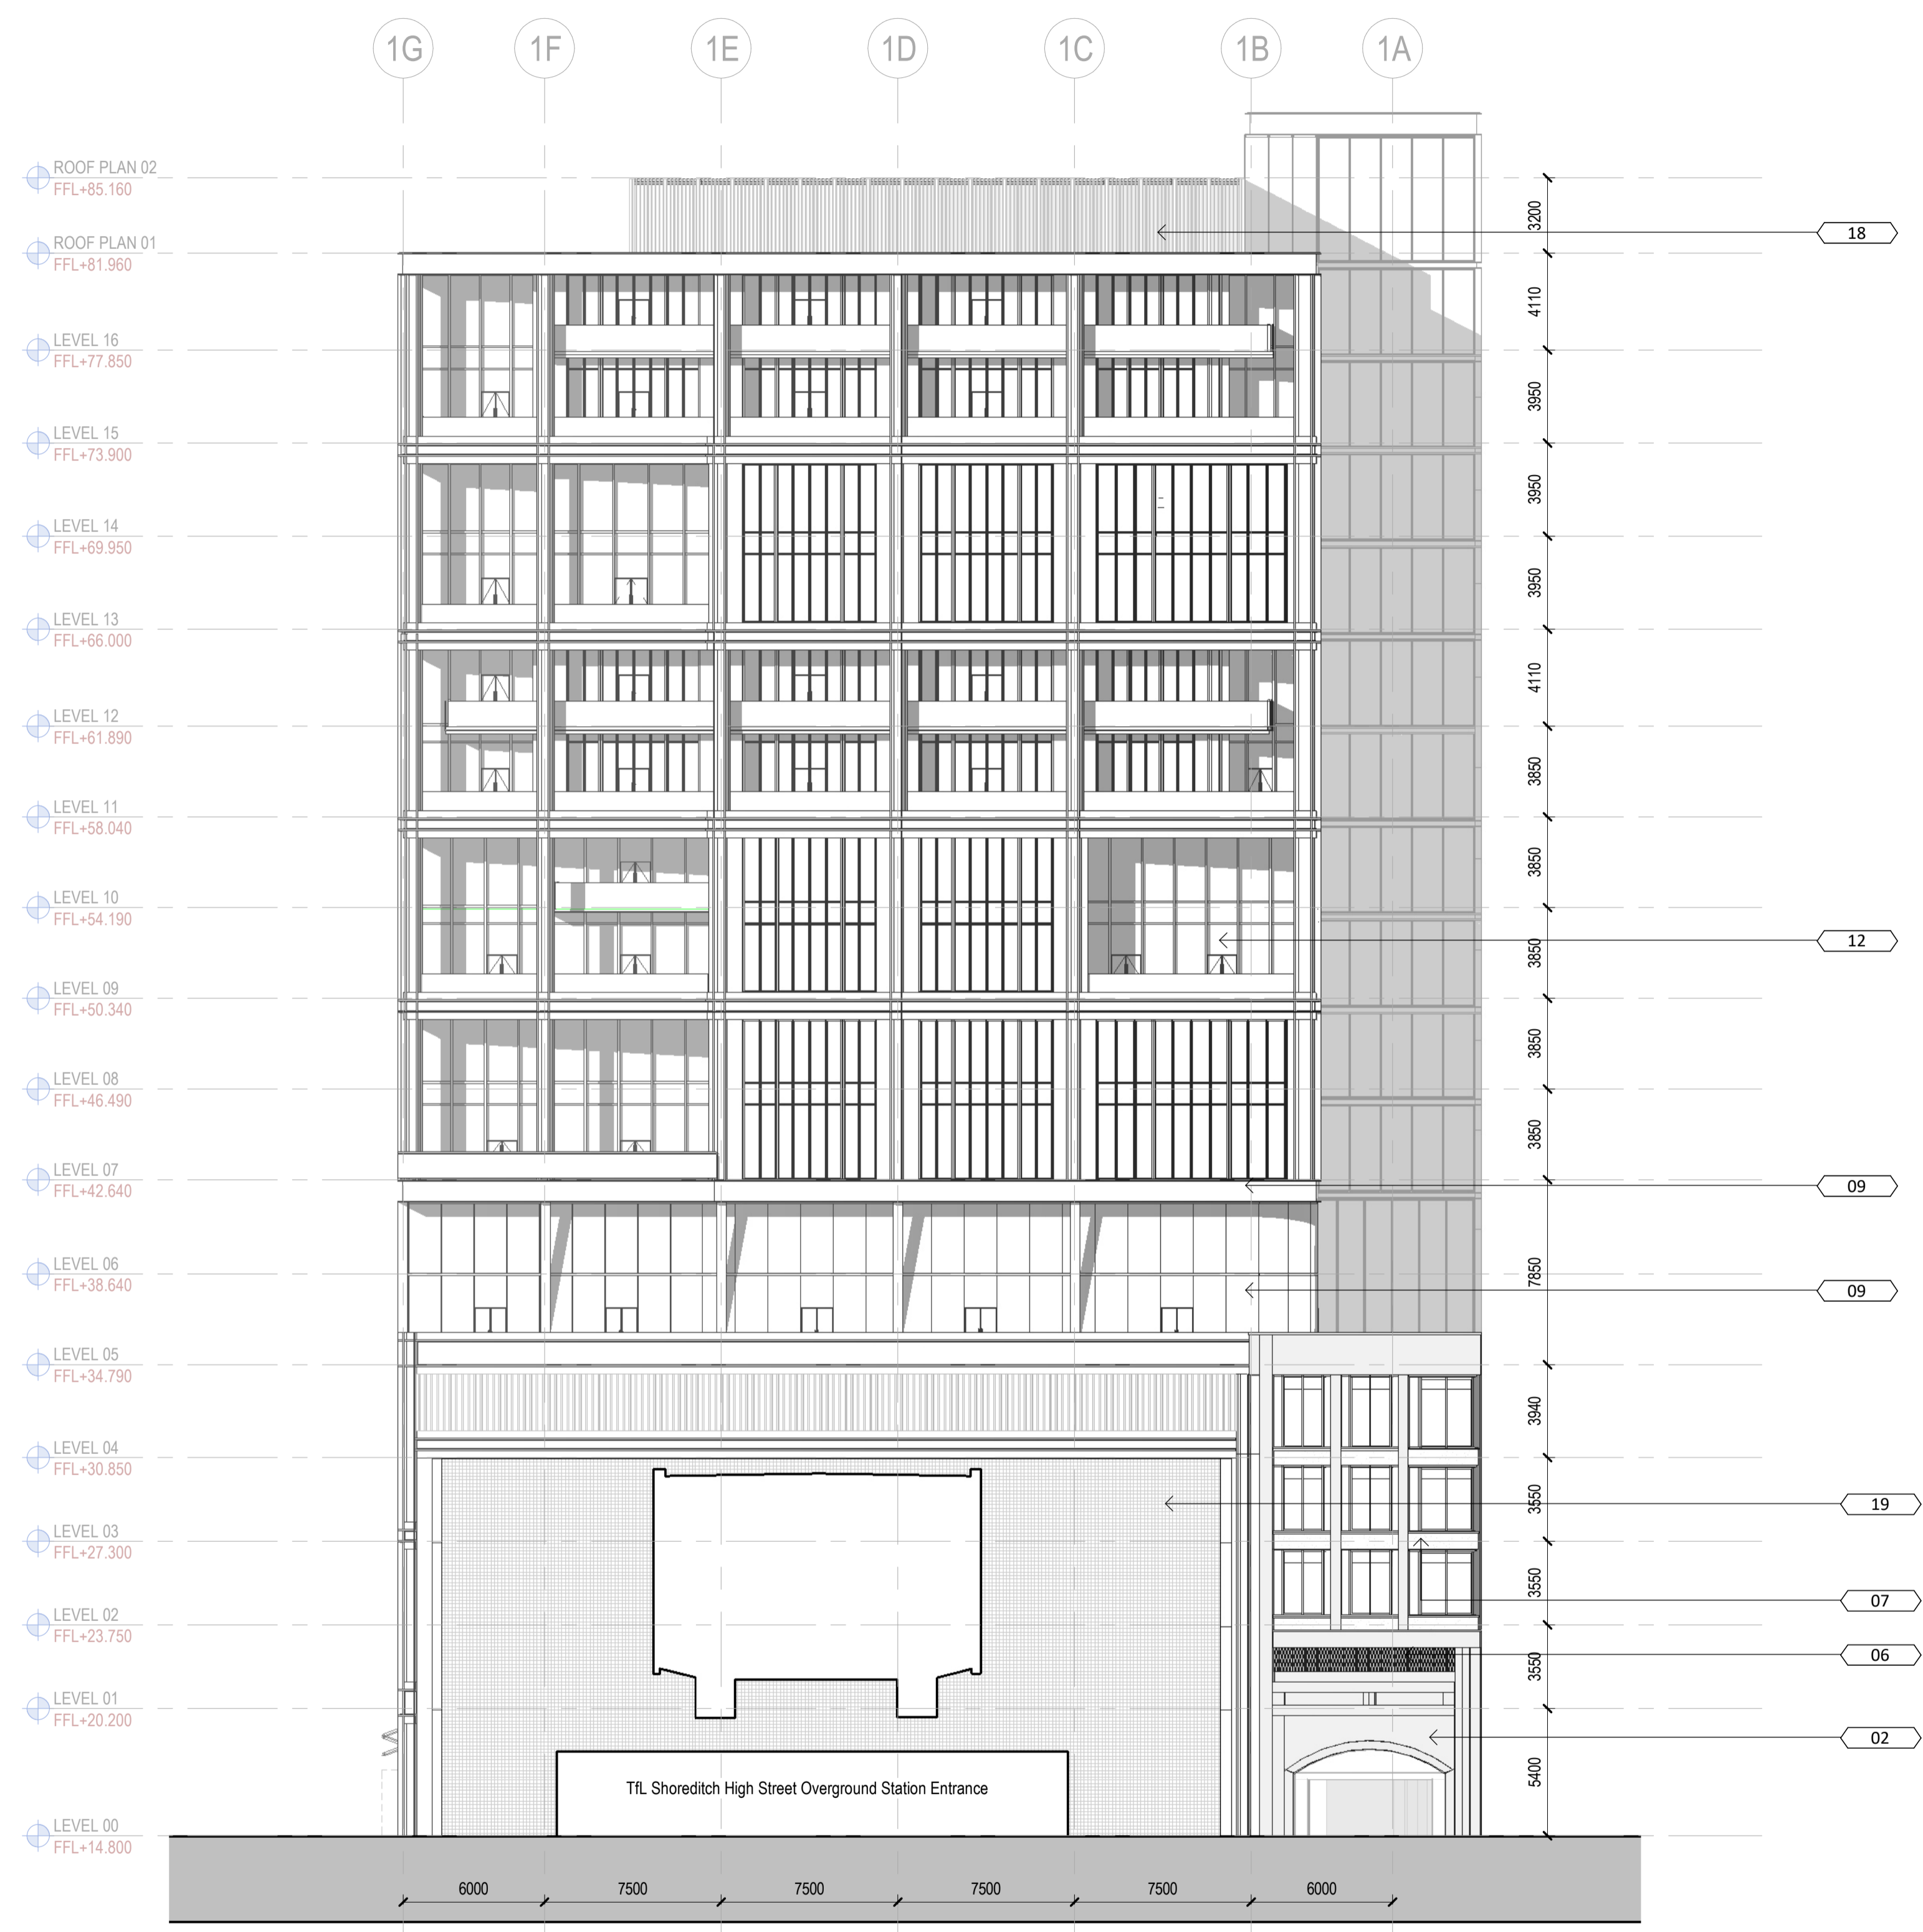 1G 1F 1E 1D 1C 1B 1A
ROOF PLAN 02
FFL+85.160
3200
18
ROOF PLAN 01
FFL+81.960
4110
LEVEL 16
FFL+77.850
3950
LEVEL 15
FFL+73.900
3950
LEVEL 14
FFL+69.950
3950
LEVEL 13
FFL+66.000
4110
LEVEL 12
FFL+61.890
3850
LEVEL 11
FFL+58.040
3850
LEVEL 10
FFL+54.190
3850
12
LEVEL 09
FFL+50.340
3850
LEVEL 08
FFL+46.490
3850
LEVEL 07
FFL+42.640
09
LEVEL 06
FFL+38.640
7850
09
LEVEL 05
FFL+34.790
3940
LEVEL 04
FFL+30.850
3550
19
LEVEL 03
FFL+27.300
3550
07
LEVEL 02
FFL+23.750
3550
06
LEVEL 01
FFL+20.200
02
5400
TfL Shoreditch High Street Overground Station Entrance
LEVEL 00
FFL+14.800
6000 7500 7500 7500 7500 6000